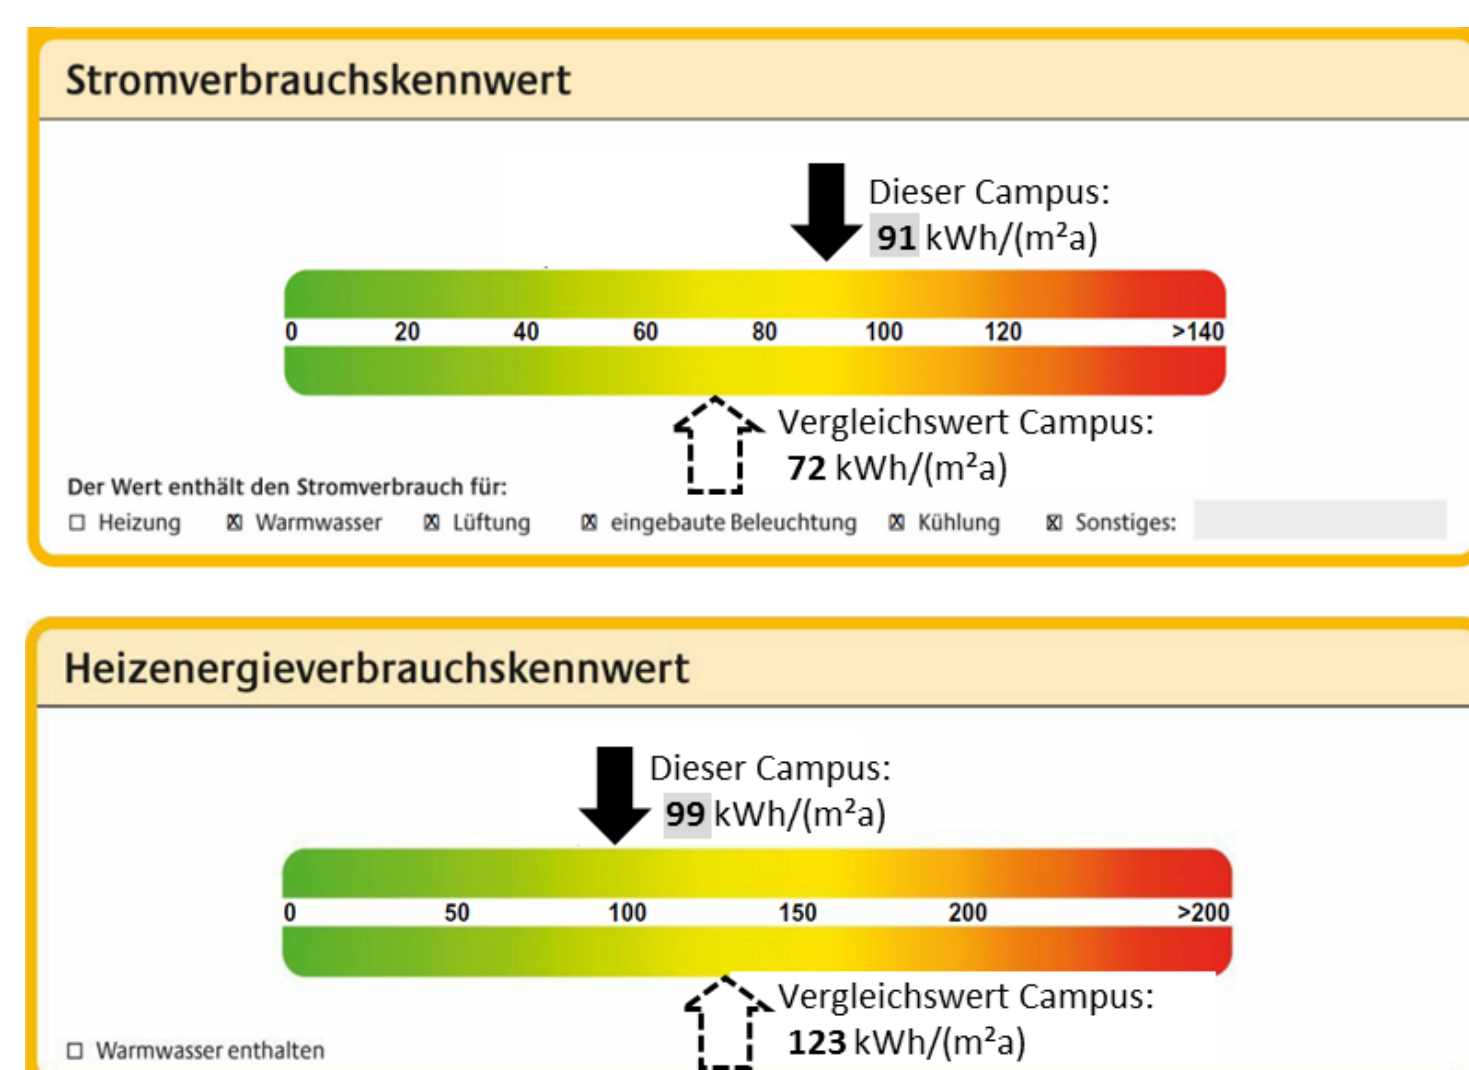 Stromverbrauchskennwert
Dieser Campus:
91 kWh/(m²a)
0 20 40 60 80 100 120 >140
Vergleichswert Campus:
72 kWh/(m²a)
Der Wert enthält den Stromverbrauch für:
☐ Heizung ☒ Warmwasser ☒ Lüftung ☒ eingebaute Beleuchtung ☒ Kühlung ☒ Sonstiges:
Heizenergieverbrauchskennwert
Dieser Campus:
99 kWh/(m²a)
0 50 100 150 200 >200
Vergleichswert Campus:
123 kWh/(m²a)
☐ Warmwasser enthalten